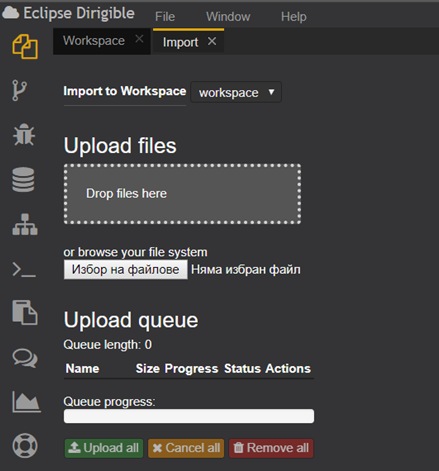 Eclipse Dirigible File Window Help
Workspace Import
Import to Workspace workspace
Upload files
Drop files here
or browse your file system
Избор на файлове Няма избран файл
Upload queue
Queue length: 0
Name Size Progress Status Actions
Queue progress:
Upload all Cancel all Remove all